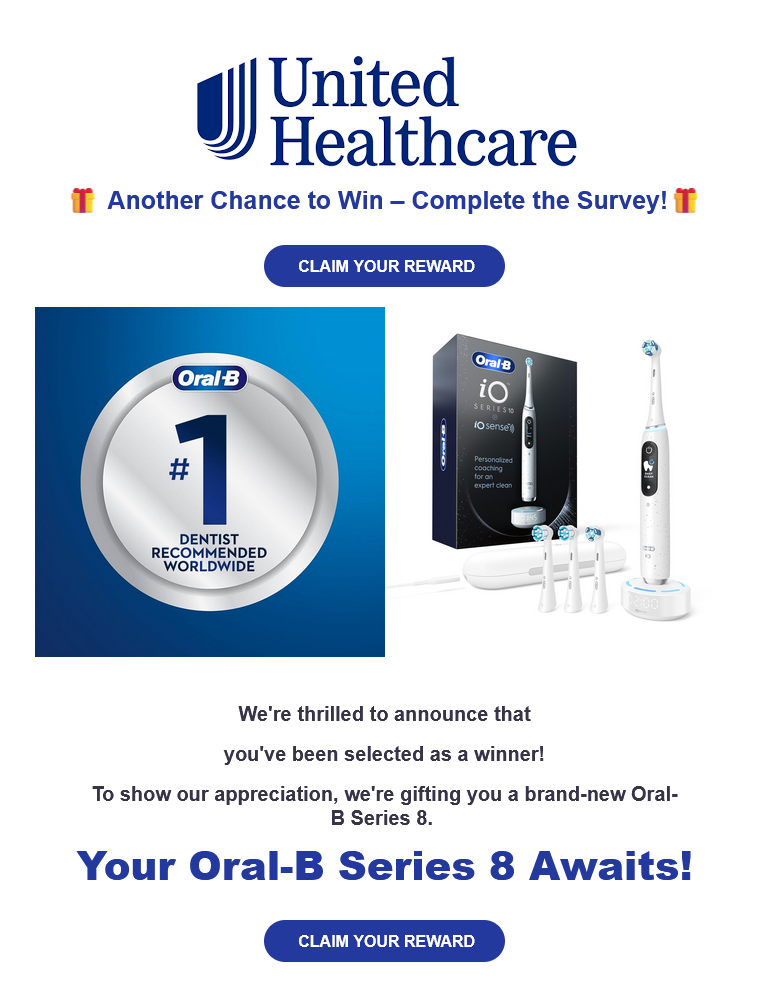 United
Healthcare
Another Chance to Win – Complete the Survey!
CLAIM YOUR REWARD
Oral-B
#1
DENTIST
RECOMMENDED
WORLDWIDE
Oral-B
iO™
SERIES 10
iO sense
Personalized
coaching
for an
expert clean
Oral-B
We're thrilled to announce that
you've been selected as a winner!
To show our appreciation, we're gifting you a brand-new Oral-
B Series 8.
Your Oral-B Series 8 Awaits!
CLAIM YOUR REWARD